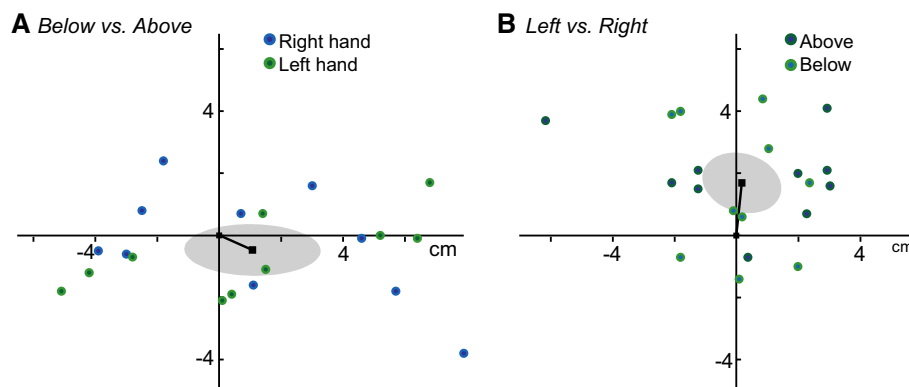 A Below vs. Above
Right hand
Left hand
4
-4
4
cm
-4
B Left vs. Right
Above
Below
4
-4
4
cm
-4